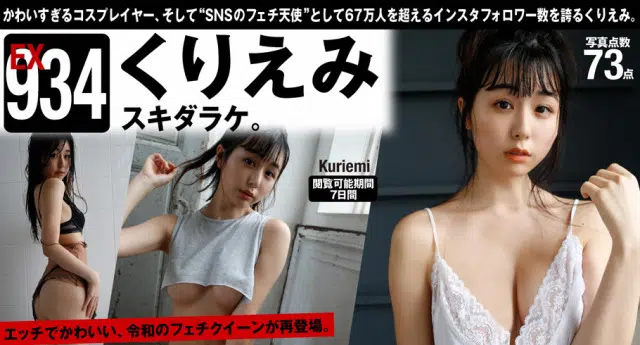 かわいすぎるコスプレイヤー、そして“SNSのフェチ天使”として67万人を超えるインスタフォロワー数を誇るくりえみ。
EX
934
くりえみ
スキダラケ。
写真点数
73点
Kuriemi
閲覧可能期間
7日間
エッチでかわいい、令和のフェチクイーンが再登場。